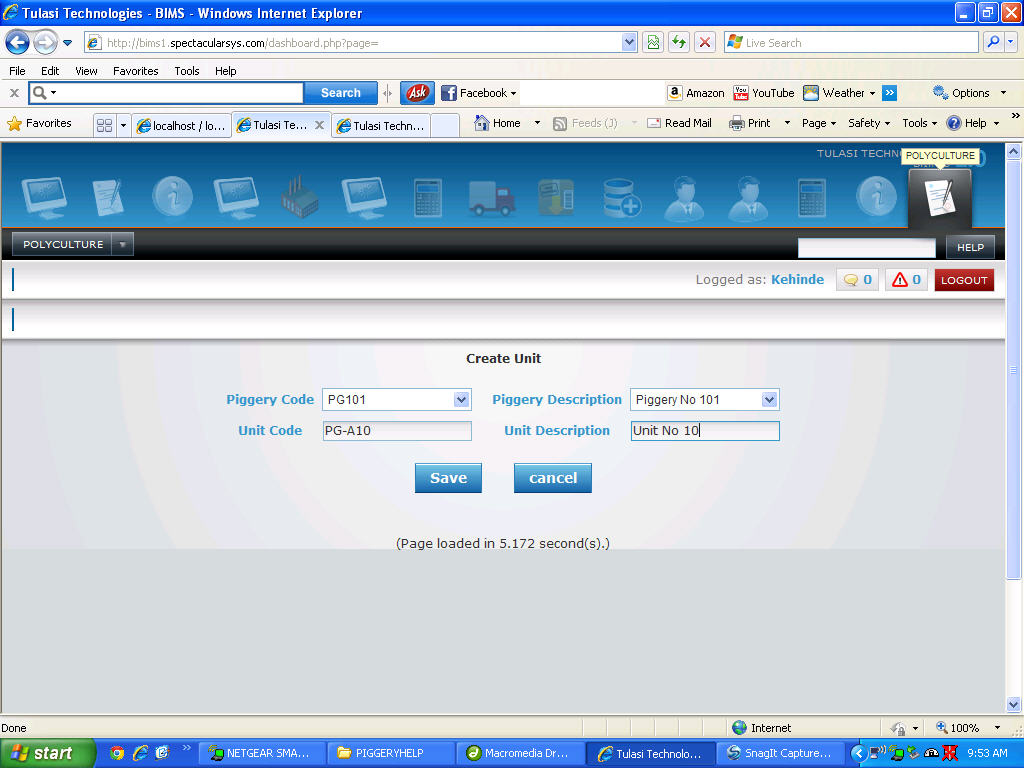 Tulasi Technologies - BIMS - Windows Internet Explorer
http://bims1.spectacularsys.com/dashboard.php?page=
Live Search
File Edit View Favorites Tools Help
Search Ask Facebook Amazon You Tube YouTube Weather » Options
Favorites localhost / lo... Tulasi Te... Tulasi Techn... Home Feeds (J) Read Mail Print Page Safety Tools Help »
TULASI TECHN
POLYCULTURE
POLYCULTURE HELP
Logged as: Kehinde 0 0 LOGOUT
Create Unit
Piggery Code PG101 Piggery Description Piggery No 101
Unit Code PG-A10 Unit Description Unit No 10
Save cancel
(Page loaded in 5.172 second(s).)
Done Internet 100%
start » NETGEAR SMA... PIGGERYHELP Macromedia Dr... Tulasi Technolo... SnagIt Capture... 9:53 AM